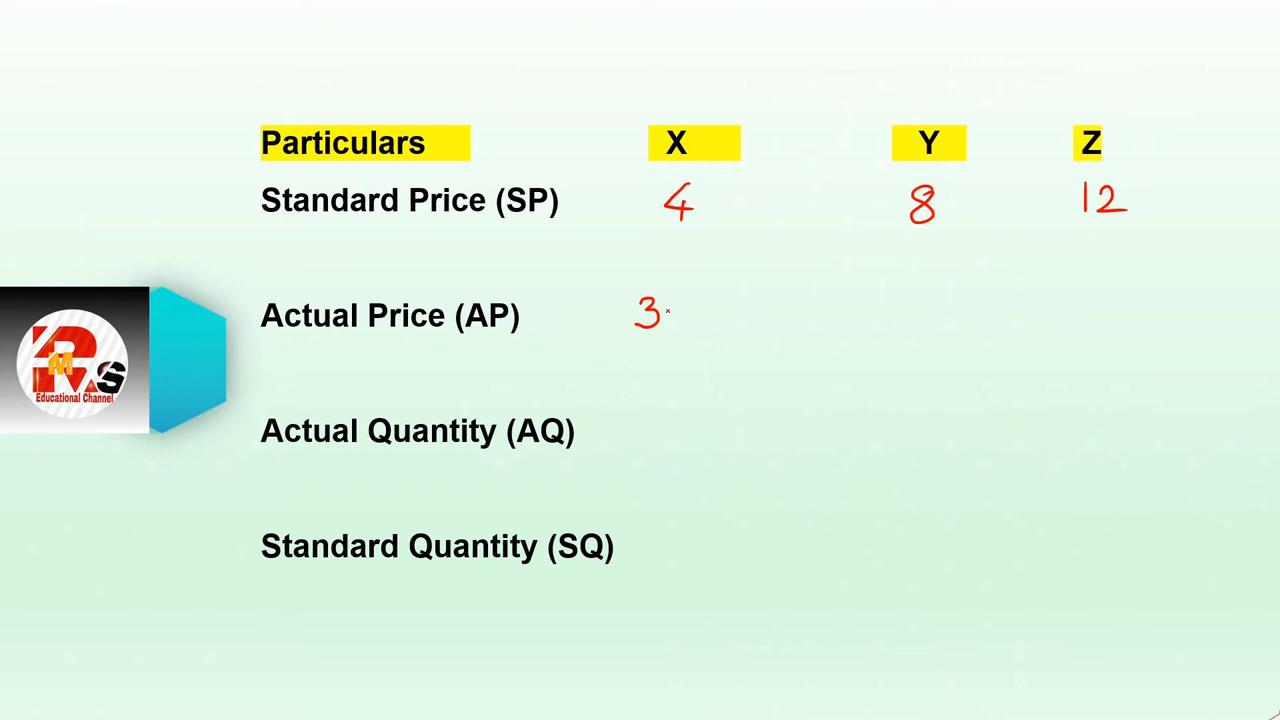 Particulars X Y Z
Standard Price (SP) 4 8 12
Actual Price (AP) 3.
Actual Quantity (AQ)
Standard Quantity (SQ)
RMS
Educational Channel